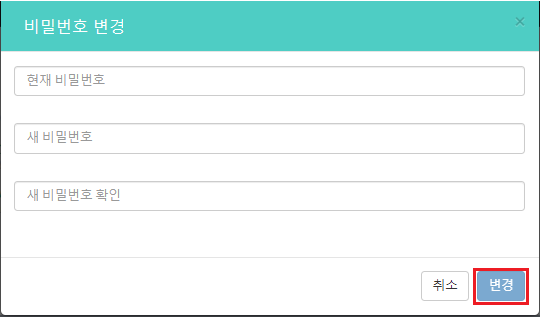 비밀번호 변경
×
현재 비밀번호
새 비밀번호
새 비밀번호 확인
취소
변경